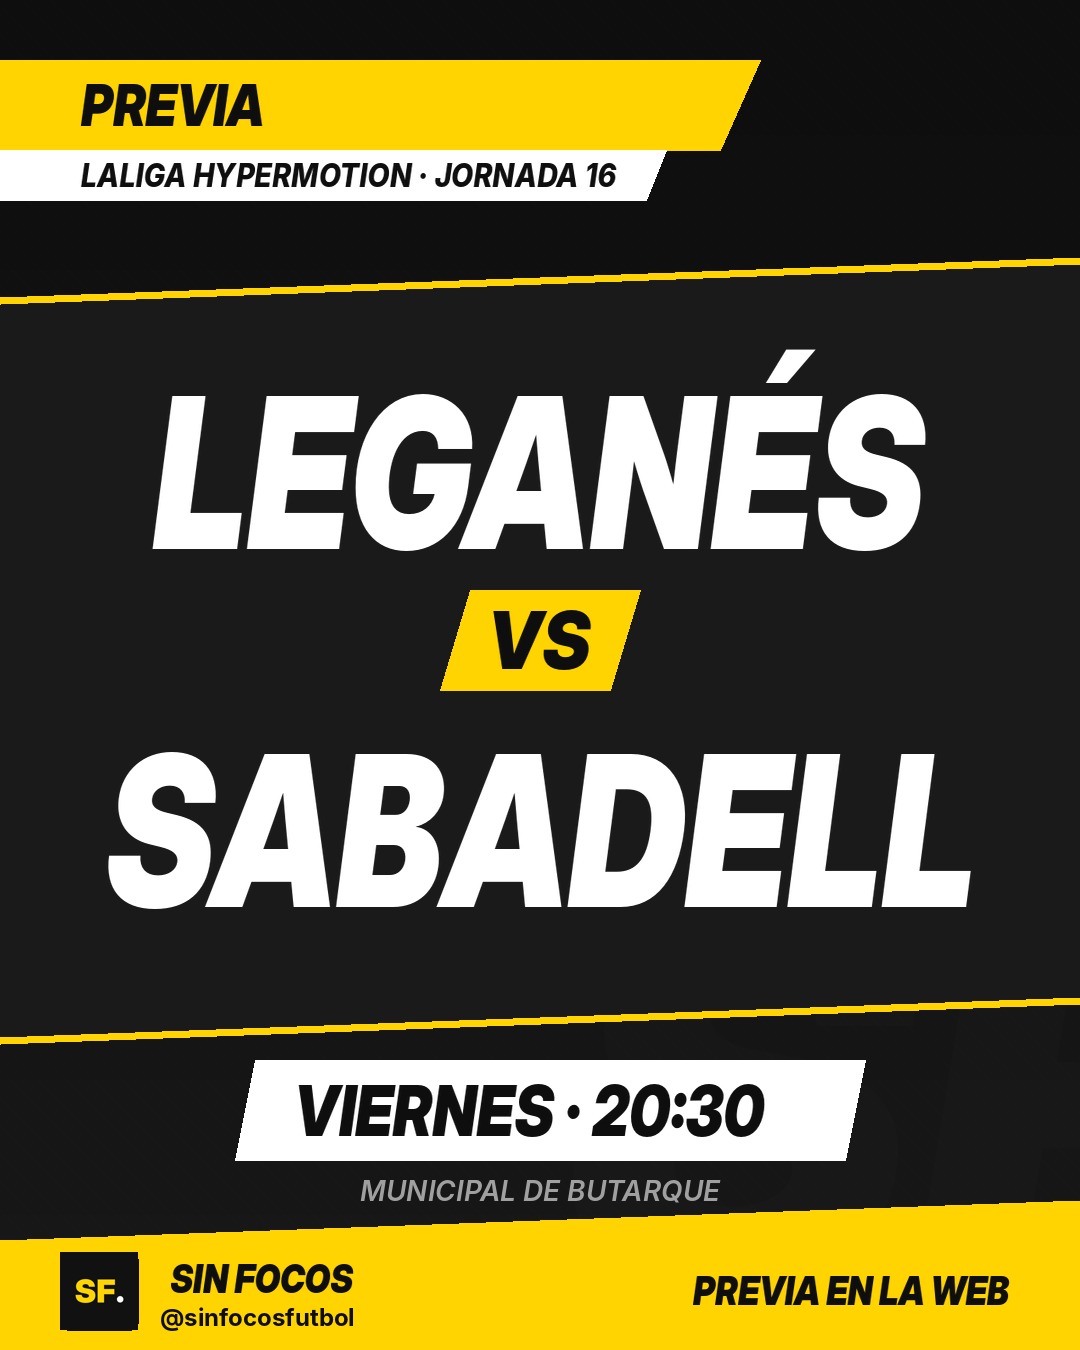 PREVIA
LALIGA HYPERMOTION · JORNADA 16
LEGANÉS
VS
SABADELL
VIERNES · 20:30
MUNICIPAL DE BUTARQUE
SF.
SIN FOCOS
@sinfocosfutbol
PREVIA EN LA WEB